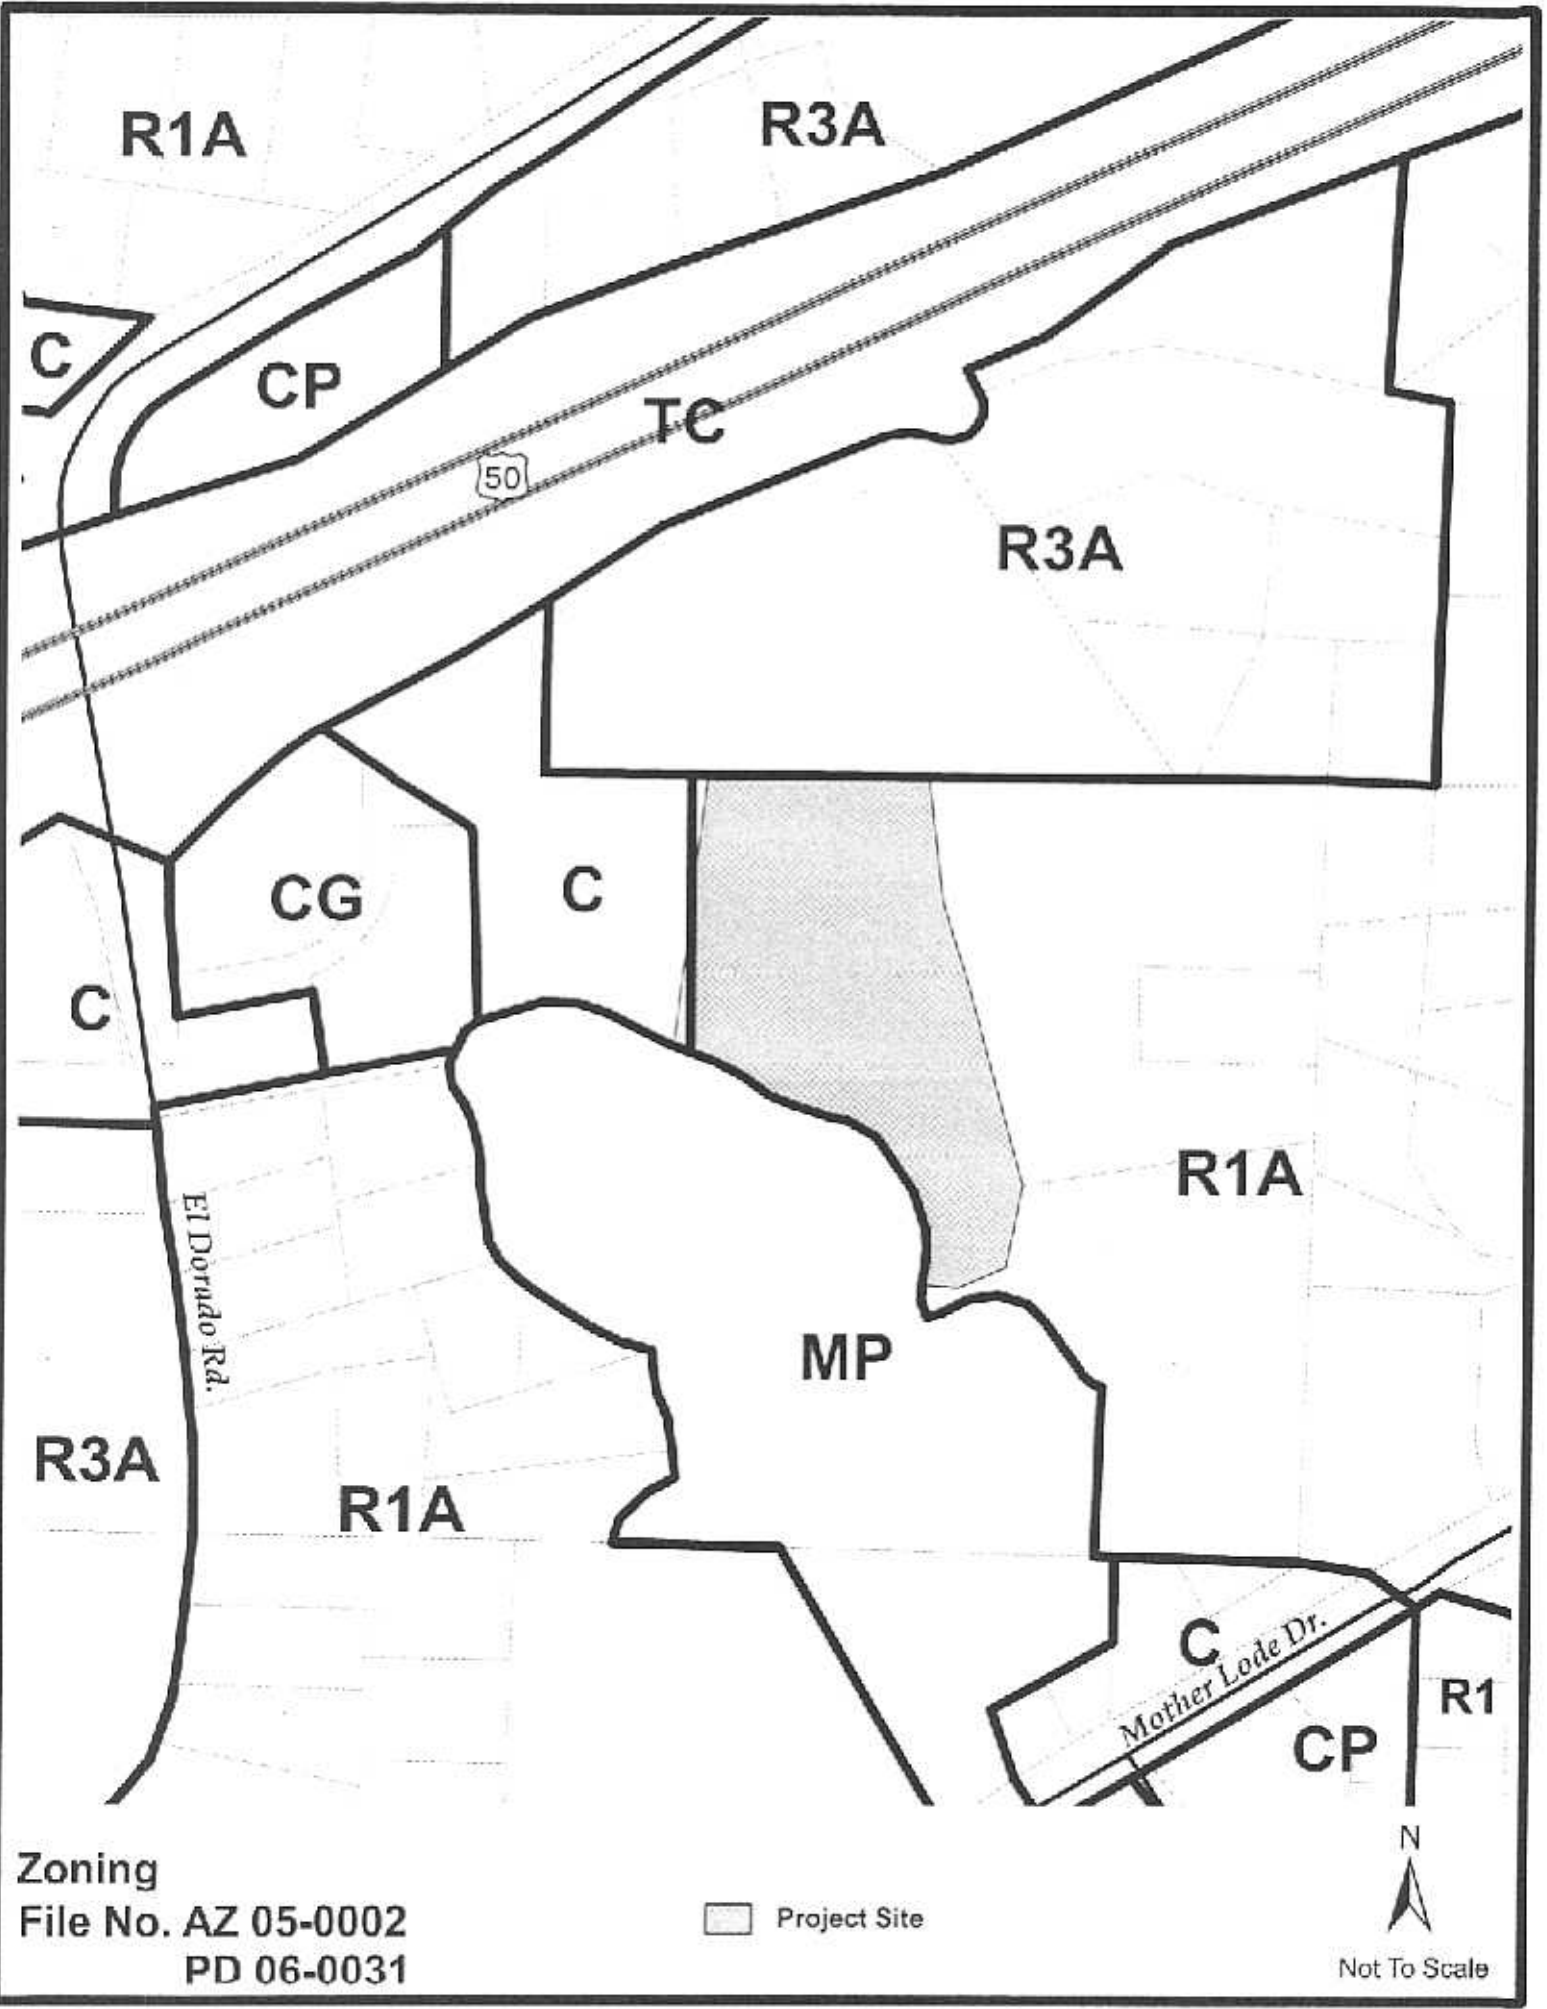 R1A
R3A
C
CP
TC
50
R3A
CG
C
C
R1A
El Dorado Rd.
MP
R3A
R1A
C
Mother Lode Dr.
R1
CP
N
Zoning
File No. AZ 05-0002
PD 06-0031
Project Site
Not To Scale